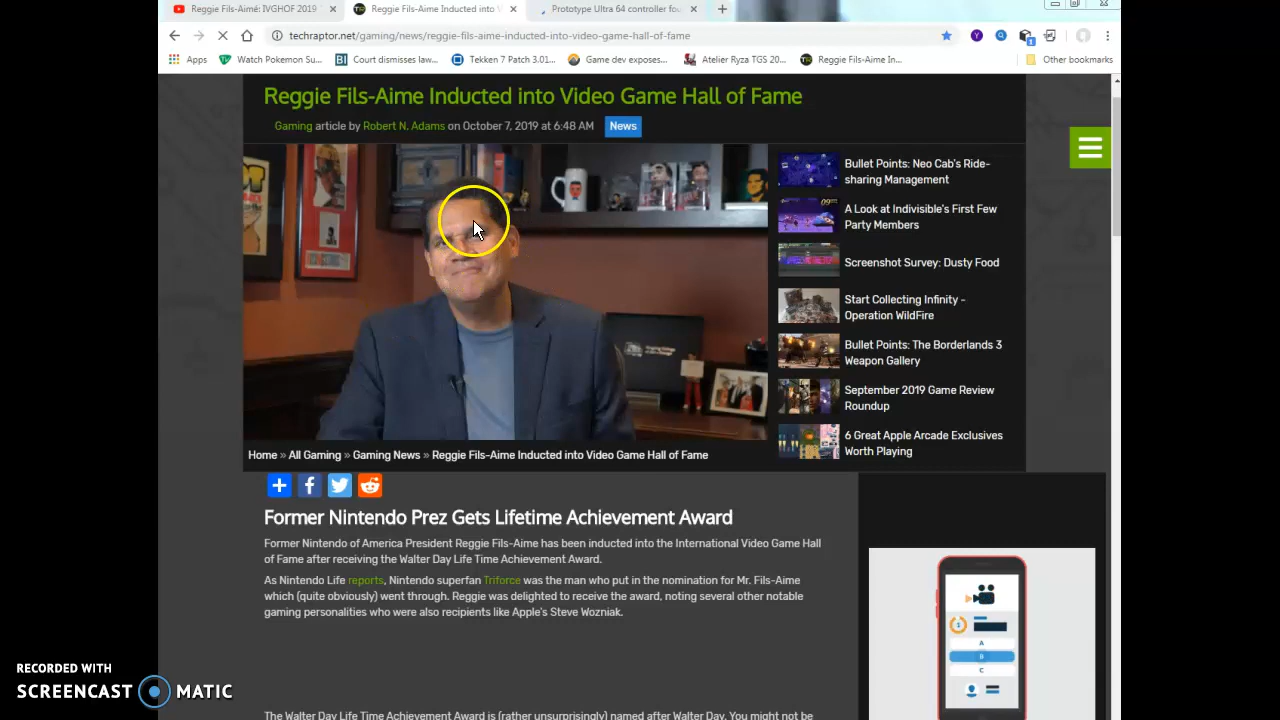 Reggie Fils-Aimé: IVGHOF 2019
Reggie Fils-Aime Inducted into V
Prototype Ultra 64 controller fou
techraptor.net/gaming/news/reggie-fils-aime-inducted-into-video-game-hall-of-fame
Apps
Watch Pokemon Su...
Court dismisses law...
Tekken 7 Patch 3.01...
Game dev exposes...
Atelier Ryza TGS 20...
Reggie Fils-Aime In...
Other bookmarks
Reggie Fils-Aime Inducted into Video Game Hall of Fame
Gaming article by Robert N. Adams on October 7, 2019 at 6:48 AM News
Bullet Points: Neo Cab's Ride-
sharing Management
A Look at Indivisible's First Few
Party Members
Screenshot Survey: Dusty Food
Start Collecting Infinity -
Operation WildFire
Bullet Points: The Borderlands 3
Weapon Gallery
September 2019 Game Review
Roundup
6 Great Apple Arcade Exclusives
Worth Playing
Home » All Gaming » Gaming News » Reggie Fils-Aime Inducted into Video Game Hall of Fame
Former Nintendo Prez Gets Lifetime Achievement Award
Former Nintendo of America President Reggie Fils-Aime has been inducted into the International Video Game Hall
of Fame after receiving the Walter Day Life Time Achievement Award.
As Nintendo Life reports, Nintendo superfan Triforce was the man who put in the nomination for Mr. Fils-Aime
which (quite obviously) went through. Reggie was delighted to receive the award, noting several other notable
gaming personalities who were also recipients like Apple's Steve Wozniak.
The Walter Day Life Time Achievement Award is (rather unsurprisingly) named after Walter Day. You might not be
1
A
B
C
RECORDED WITH
SCREENCAST MATIC